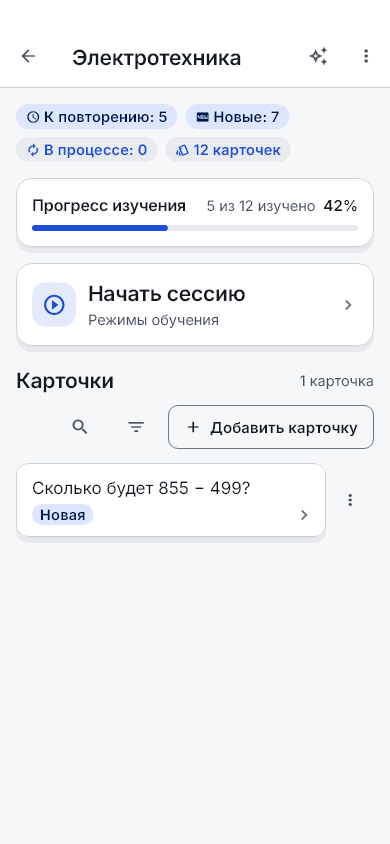 Электротехника
К повторению: 5
NEW Новые: 7
В процессе: 0
12 карточек
Прогресс изучения 5 из 12 изучено 42%
Начать сессию
Режимы обучения
Карточки 1 карточка
+ Добавить карточку
Сколько будет 855 − 499?
Новая